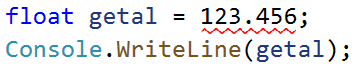 float getal = 123.456;
Console.WriteLine(getal);